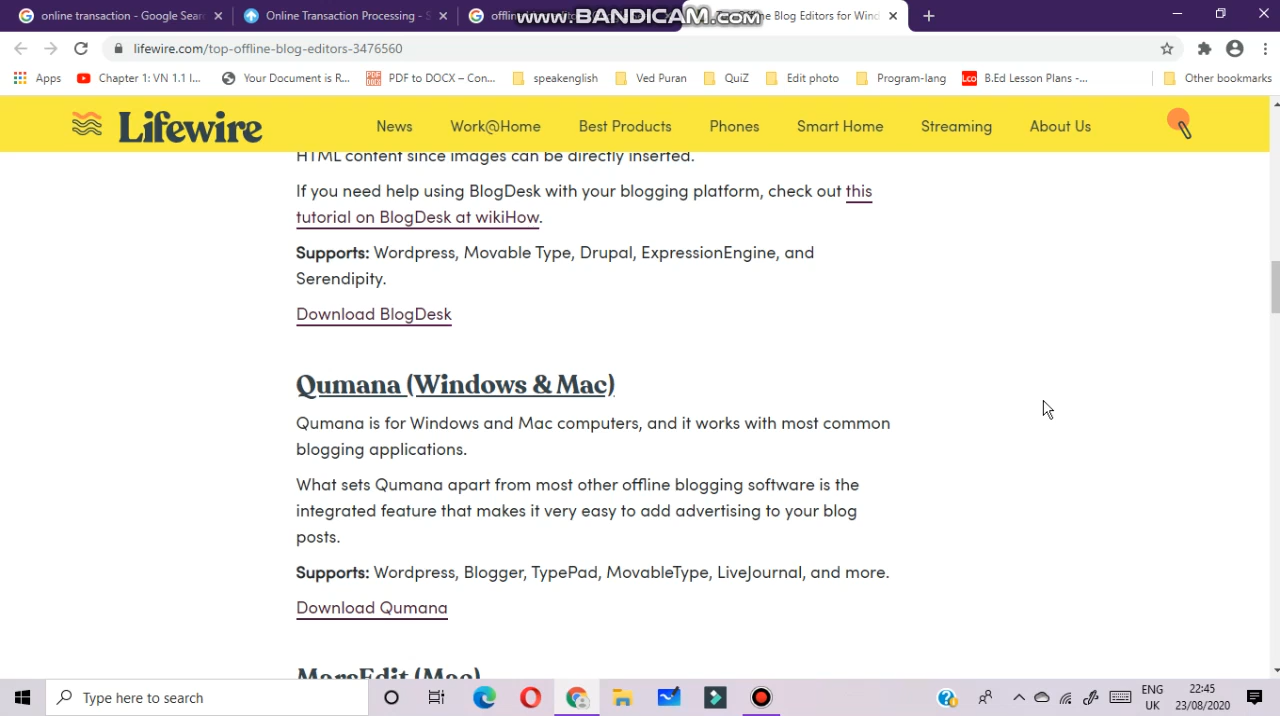 online transaction - Google Sear
Online Transaction Processing - S
offlin
Offline Blog Editors for Wind
www.BANDICAM.com
lifewire.com/top-offline-blog-editors-3476560
Apps
Chapter 1: VN 1.1 I...
Your Document is R...
PDF to DOCX – Con...
speakenglish
Ved Puran
QuiZ
Edit photo
Program-lang
Lco
B.Ed Lesson Plans -...
Other bookmarks
Lifewire
News
Work@Home
Best Products
Phones
Smart Home
Streaming
About Us
HTML content since images can be directly inserted.
If you need help using BlogDesk with your blogging platform, check out this
tutorial on BlogDesk at wikiHow.
Supports: Wordpress, Movable Type, Drupal, ExpressionEngine, and
Serendipity.
Download BlogDesk
Qumana (Windows & Mac)
Qumana is for Windows and Mac computers, and it works with most common
blogging applications.
What sets Qumana apart from most other offline blogging software is the
integrated feature that makes it very easy to add advertising to your blog
posts.
Supports: Wordpress, Blogger, TypePad, MovableType, LiveJournal, and more.
Download Qumana
MarsEdit (Mac)
Type here to search
ENG
UK
22:45
23/08/2020